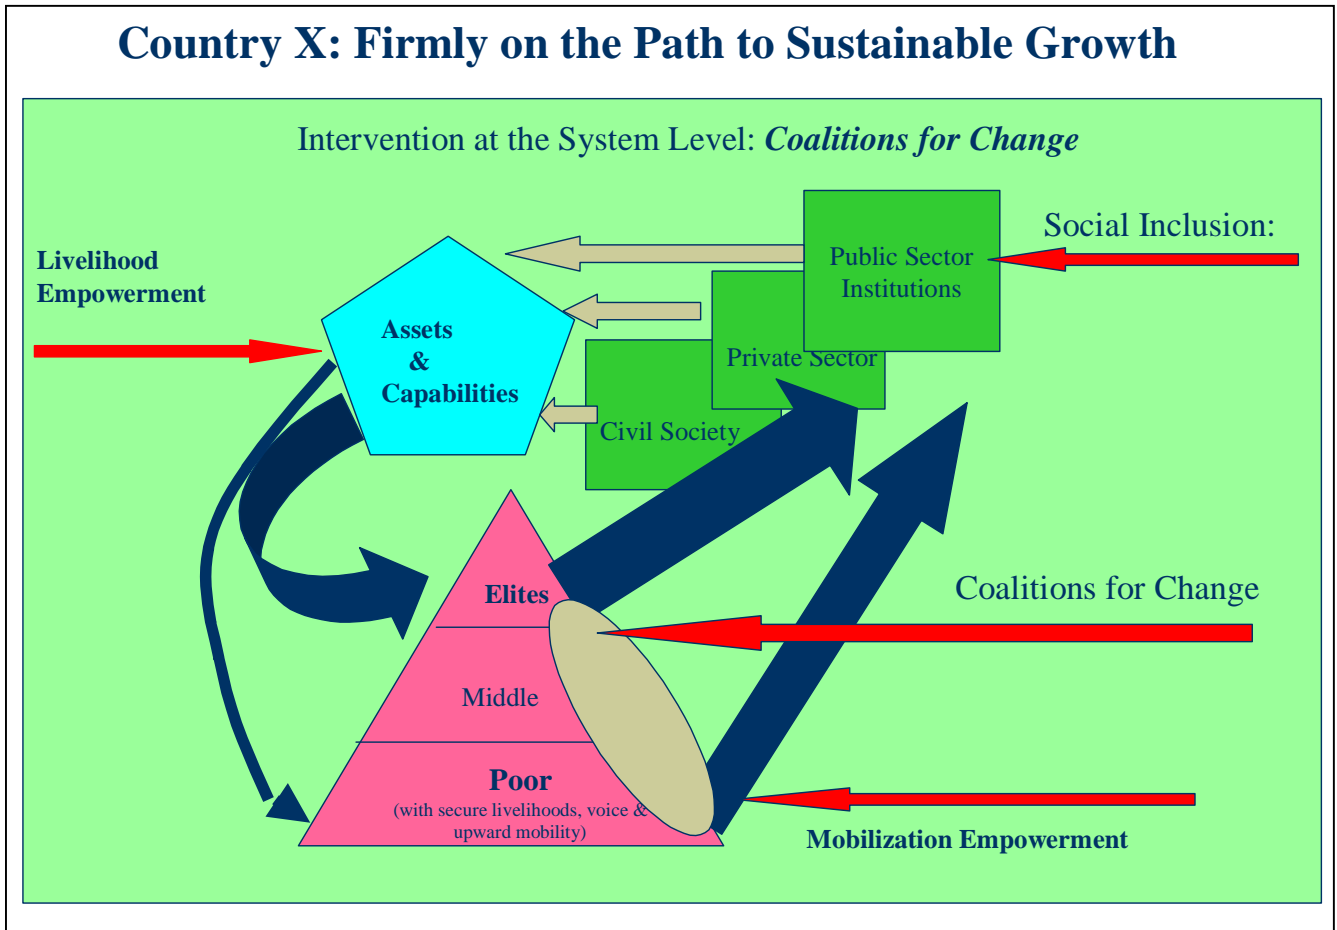 Country X: Firmly on the Path to Sustainable Growth
Intervention at the System Level: Coalitions for Change
Social Inclusion:
Public Sector
Institutions
Livelihood
Empowerment
Assets
&
Capabilities
Private Sector
Civil Society
Elites
Coalitions for Change
Middle
Poor
(with secure livelihoods, voice &
upward mobility)
Mobilization Empowerment